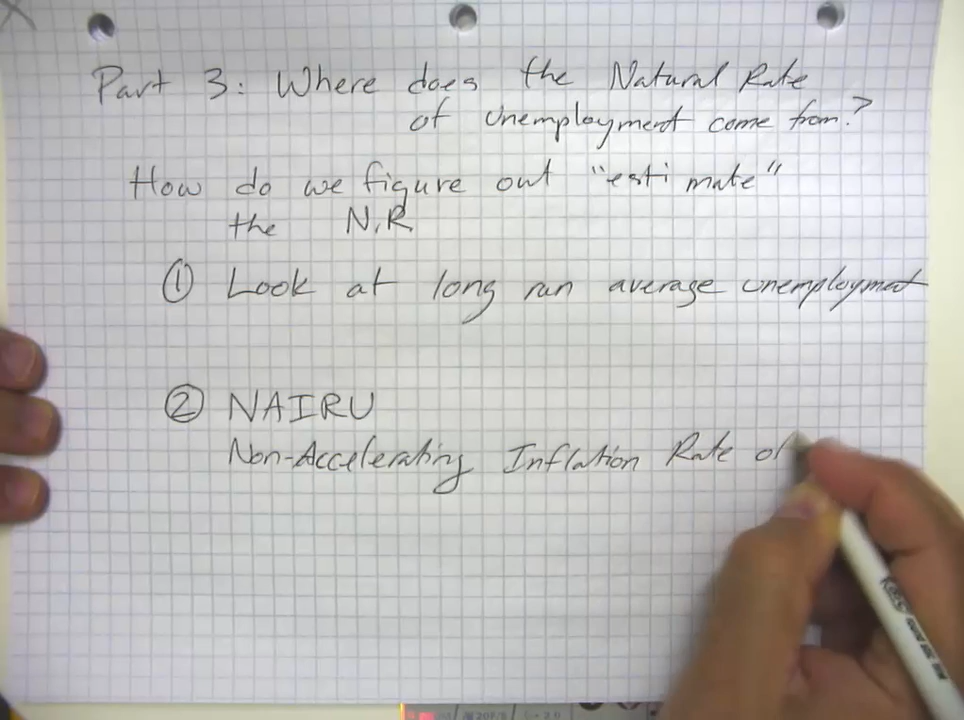 Part 3: Where does the Natural Rate
of Unemployment come from?
How do we figure out "estimate"
the N.R.
① Look at long run average unemploymet
② NAIRU
Non-Accelerating Inflation Rate of